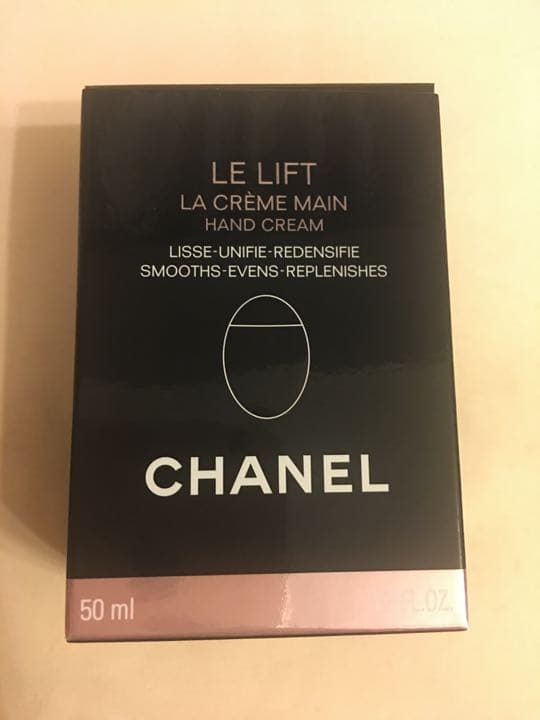 LE LIFT
LA CRÈME MAIN
HAND CREAM
LISSE-UNIFIE-REDENSIFIE
SMOOTHS-EVENS-REPLENISHES
CHANEL
50 ml FL.OZ.